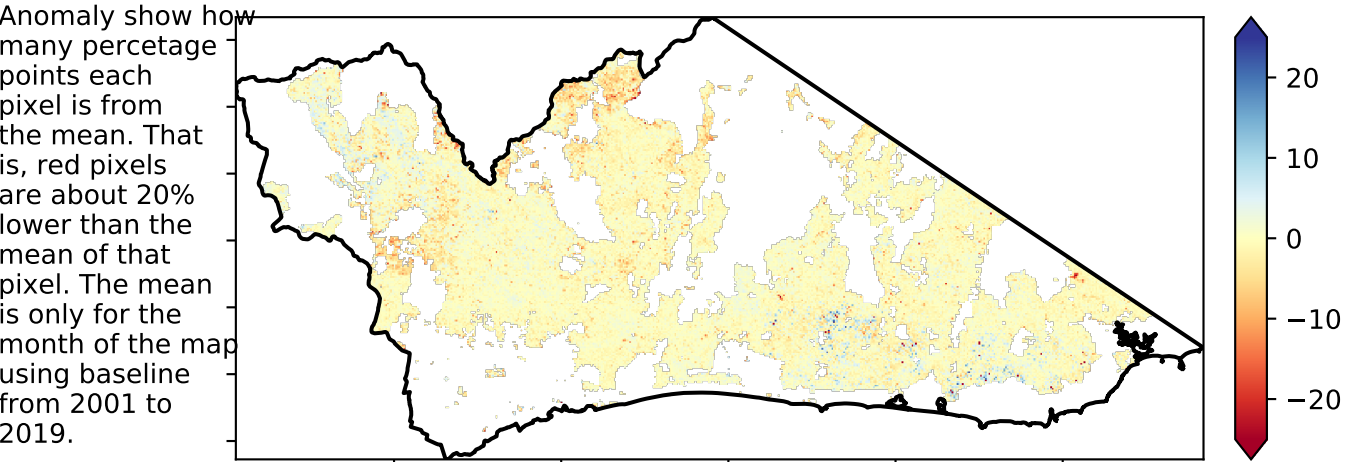 Anomaly show how
many percetage
points each
pixel is from
the mean. That
is, red pixels
are about 20%
lower than the
mean of that
pixel. The mean
is only for the
month of the map
using baseline
from 2001 to
2019.
20
10
0
−10
−20